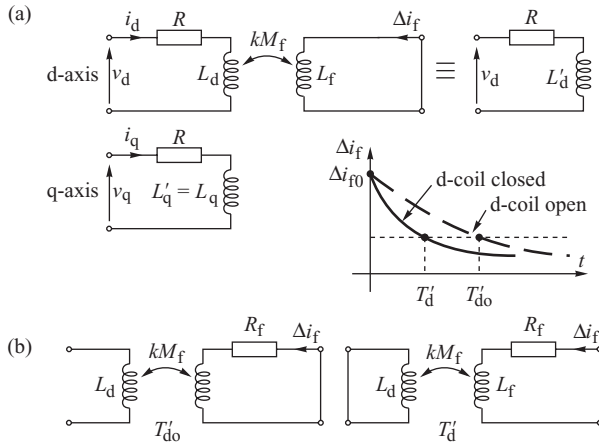 (a)
i_d R kM_f Δi_f R
d-axis v_d L_d L_f ≡ v_d L′_d
i_q R
q-axis v_q L′_q = L_q
Δi_f
Δi_f0
d-coil closed
d-coil open
t
T′_d T′_do
(b)
kM_f R_f Δi_f kM_f R_f Δi_f
L_d L_d L_f
T′_do T′_d